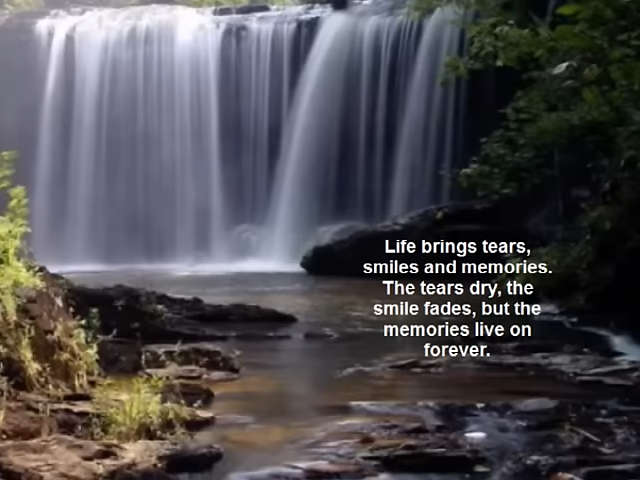 Life brings tears,
smiles and memories.
The tears dry, the
smile fades, but the
memories live on
forever.